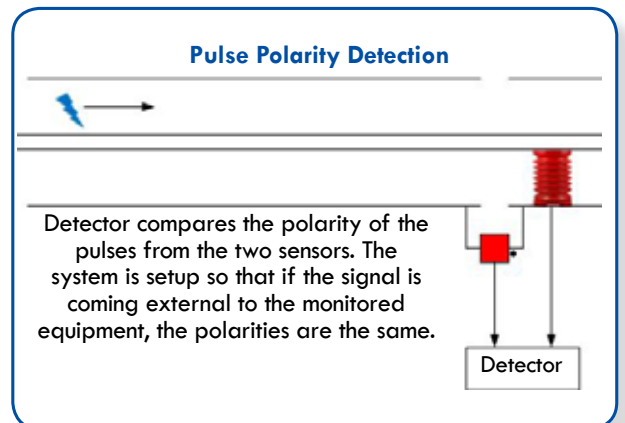 Pulse Polarity Detection
Detector compares the polarity of the
pulses from the two sensors. The
system is setup so that if the signal is
coming external to the monitored
equipment, the polarities are the same.
Detector